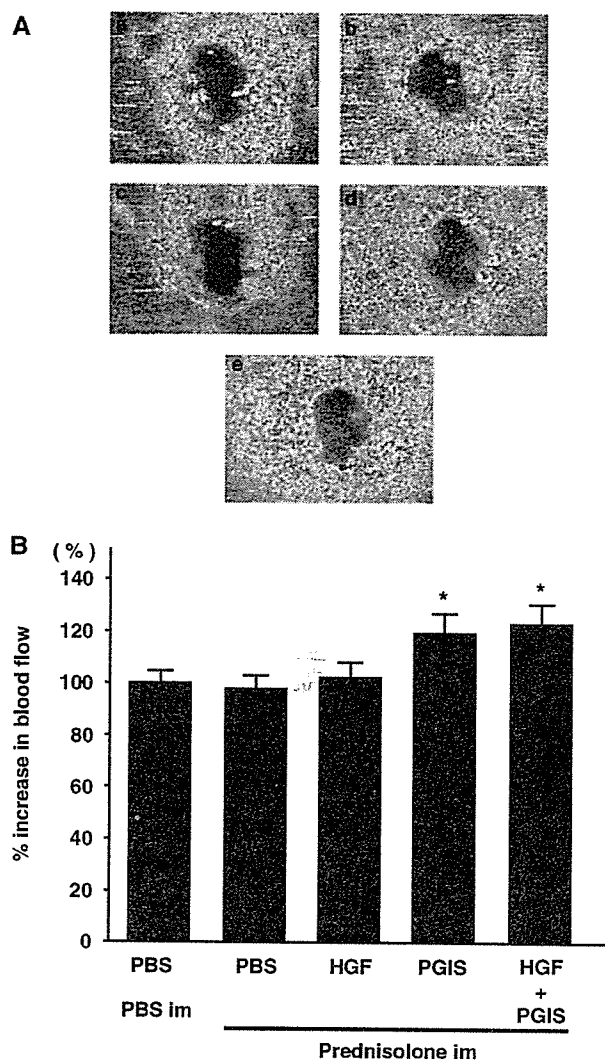 A
a
b
c
d
e
B
(%)
140
120
100
80
60
40
20
0
% increase in blood flow
*
*
PBS
PBS
HGF
PGIS
HGF
+
PGIS
PBS im
Prednisolone im